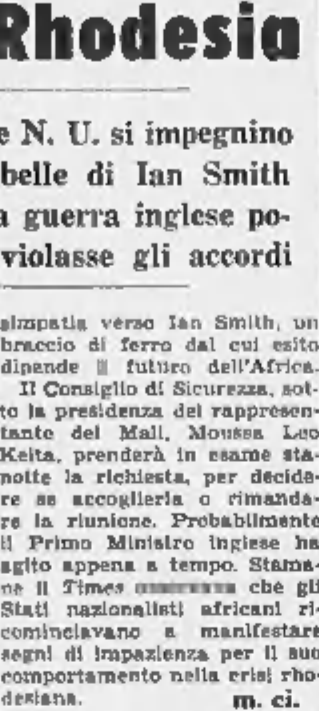 Rhodesia
e N. U. si impegnino
belle di Ian Smith
a guerra inglese po-
violasse gli accordi
simpatia verso Ian Smith, un
braccio di ferro dal cui esito
dipende il futuro dell'Africa.
Il Consiglio di Sicurezza, sot-
to la presidenza del rappresen-
tante del Mali, Moussa Leo
Keita, prenderà in esame sta-
notte la richiesta, per decide-
re se accoglierla o rimanda-
re la riunione. Probabilmente
il Primo Ministro inglese ha
agito appena a tempo. Stama-
ne il Times che gli
Stati nazionalisti africani ri-
cominciavano a manifestare
segni di impazienza per il suo
comportamento nella crisi rho-
desiana.
m. ci.